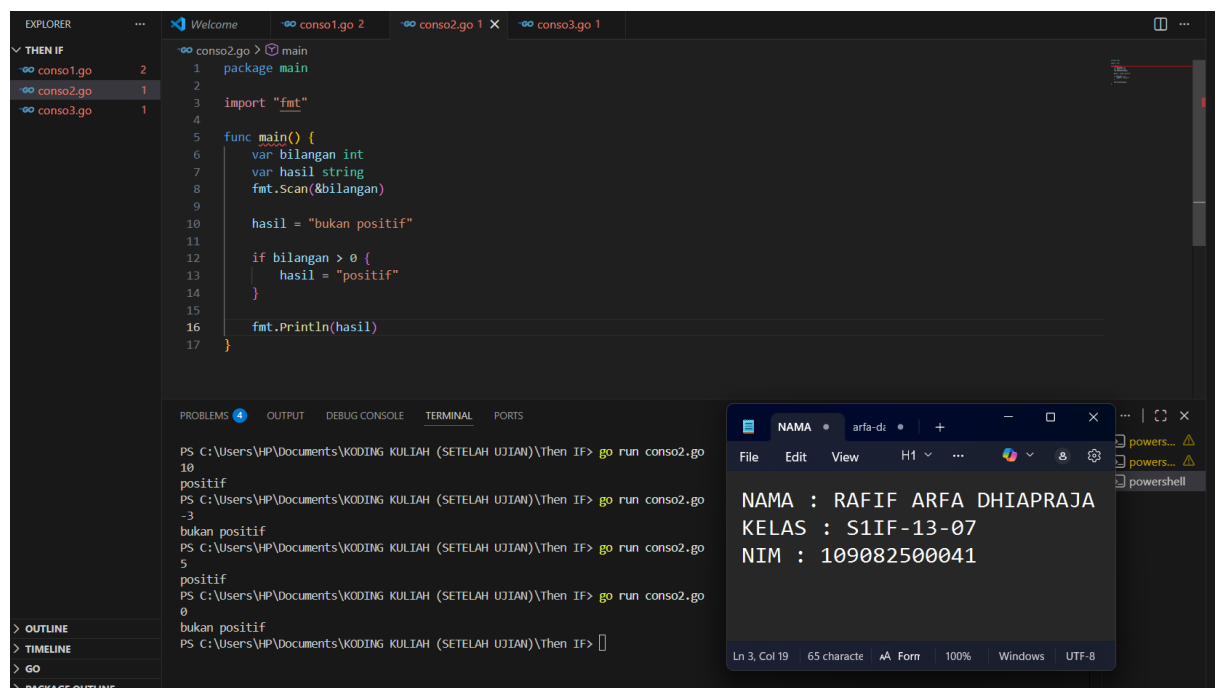 EXPLORER ...
THEN IF
conso1.go 2
conso2.go 1
conso3.go 1
OUTLINE
TIMELINE
GO
Welcome conso1.go 2 conso2.go 1 conso3.go 1 ...
conso2.go > main
1 package main
2
3 import "fmt"
4
5 func main() {
6 var bilangan int
7 var hasil string
8 fmt.Scan(&bilangan)
9
10 hasil = "bukan positif"
11
12 if bilangan > 0 {
13 hasil = "positif"
14 }
15
16 fmt.Println(hasil)
17 }
PROBLEMS 4 OUTPUT DEBUG CONSOLE TERMINAL PORTS
PS C:\Users\HP\Documents\KODING KULIAH (SETELAH UJIAN)\Then IF> go run conso2.go
10
positif
PS C:\Users\HP\Documents\KODING KULIAH (SETELAH UJIAN)\Then IF> go run conso2.go
-3
bukan positif
PS C:\Users\HP\Documents\KODING KULIAH (SETELAH UJIAN)\Then IF> go run conso2.go
5
positif
PS C:\Users\HP\Documents\KODING KULIAH (SETELAH UJIAN)\Then IF> go run conso2.go
0
bukan positif
PS C:\Users\HP\Documents\KODING KULIAH (SETELAH UJIAN)\Then IF>
powers...
powers...
powershell
NAMA arfa-da
File Edit View H1 ...
NAMA : RAFIF ARFA DHIAPRAJA
KELAS : S1IF-13-07
NIM : 109082500041
Ln 3, Col 19 65 characte Forn 100% Windows UTF-8